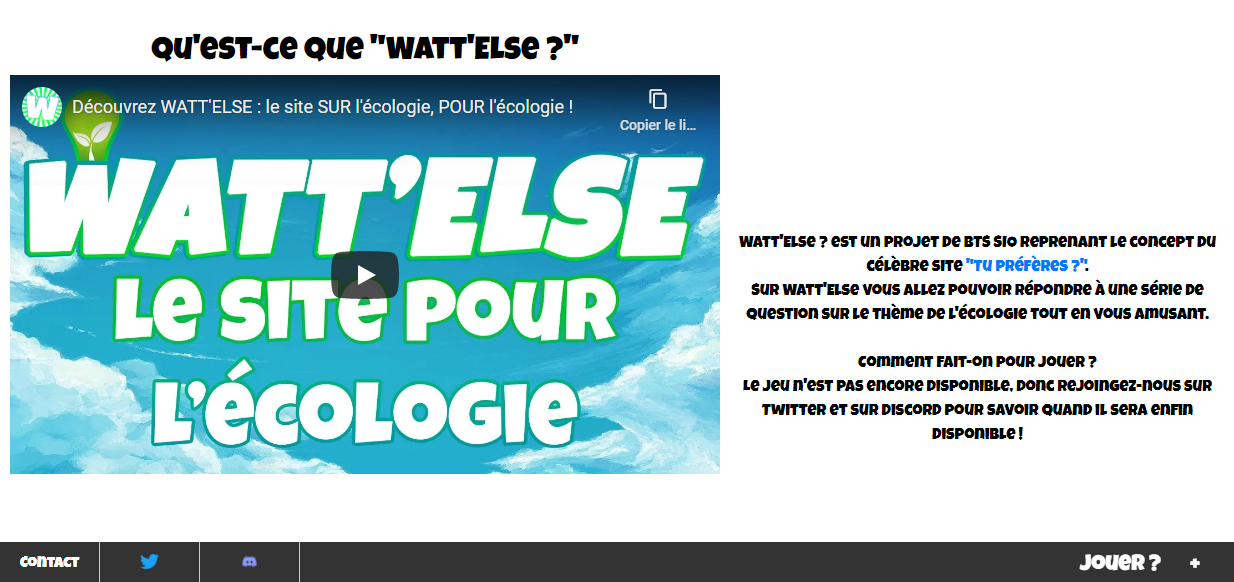 Qu'est-ce que "Watt'Else ?"
W
Découvrez WATT'ELSE : le site SUR l'écologie, POUR l'écologie !
Copier le li...
WATT'ELSE
Le site pour
l'écologie
Watt'Else ? est un projet de BTS SIO reprenant le concept du
célèbre site "Tu préfères ?".
Sur Watt'Else vous allez pouvoir répondre à une série de
question sur le thème de l'écologie tout en vous amusant.
Comment fait-on pour jouer ?
Le jeu n'est pas encore disponible, donc rejoingez-nous sur
Twitter et sur Discord pour savoir quand il sera enfin
disponible !
Contact
Jouer ? +